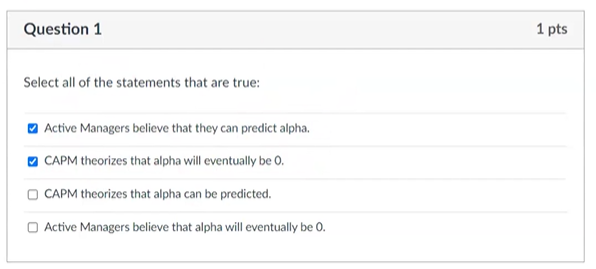 Question 1 1 pts
Select all of the statements that are true:
Active Managers believe that they can predict alpha.
CAPM theorizes that alpha will eventually be 0.
CAPM theorizes that alpha can be predicted.
Active Managers believe that alpha will eventually be 0.